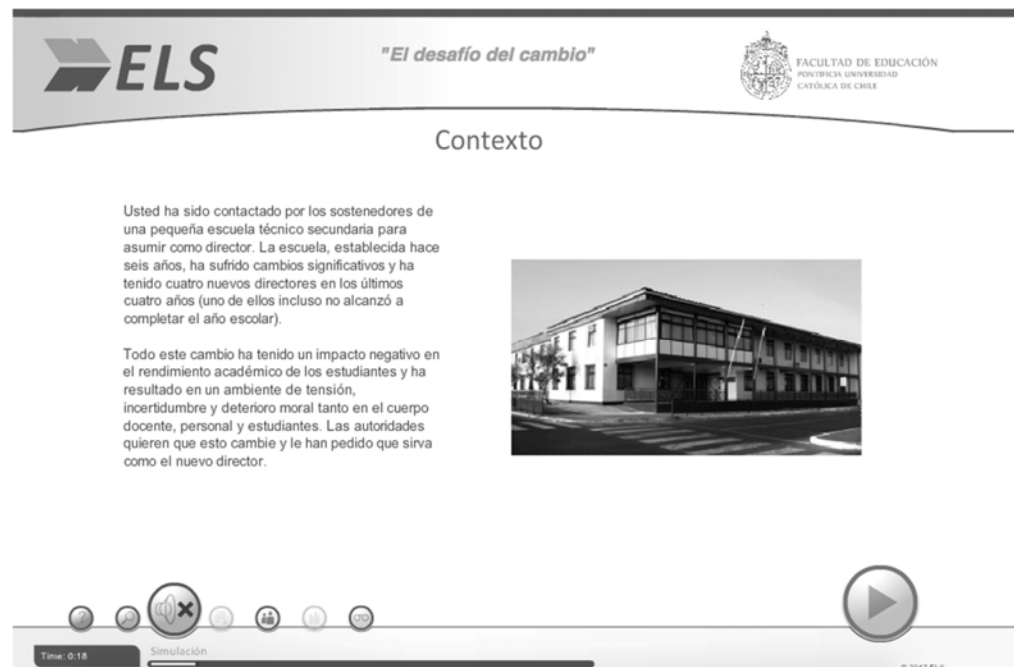 ELS
"El desafío del cambio"
FACULTAD DE EDUCACIÓN
PONTIFICIA UNIVERSIDAD
CATÓLICA DE CHILE
Contexto
Usted ha sido contactado por los sostenedores de
una pequeña escuela técnico secundaria para
asumir como director. La escuela, establecida hace
seis años, ha sufrido cambios significativos y ha
tenido cuatro nuevos directores en los últimos
cuatro años (uno de ellos incluso no alcanzó a
completar el año escolar).
Todo este cambio ha tenido un impacto negativo en
el rendimiento académico de los estudiantes y ha
resultado en un ambiente de tensión,
incertidumbre y deterioro moral tanto en el cuerpo
docente, personal y estudiantes. Las autoridades
quieren que esto cambie y le han pedido que sirva
como el nuevo director.
?
Time: 0:18
Simulación
ELS